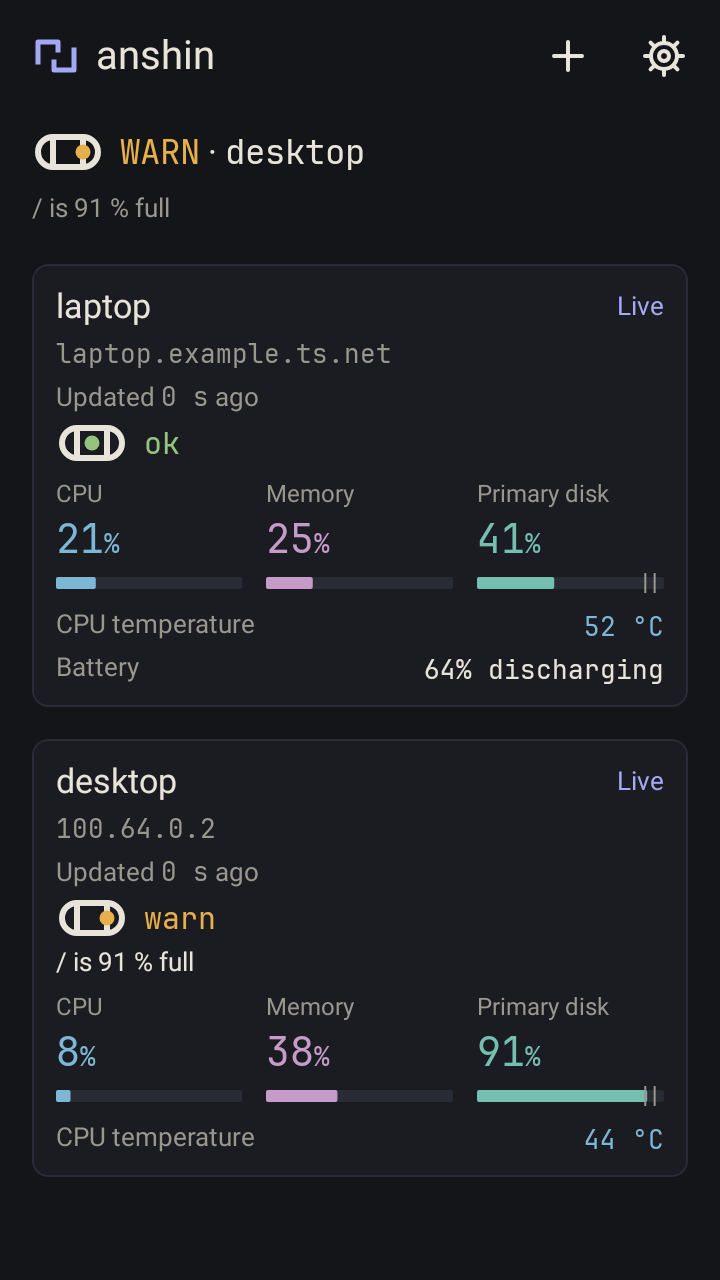 anshin
WARN · desktop
/ is 91 % full
laptop
Live
laptop.example.ts.net
Updated 0 s ago
ok
CPU Memory Primary disk
21% 25% 41%
CPU temperature 52 °C
Battery 64% discharging
desktop
Live
100.64.0.2
Updated 0 s ago
warn
/ is 91 % full
CPU Memory Primary disk
8% 38% 91%
CPU temperature 44 °C